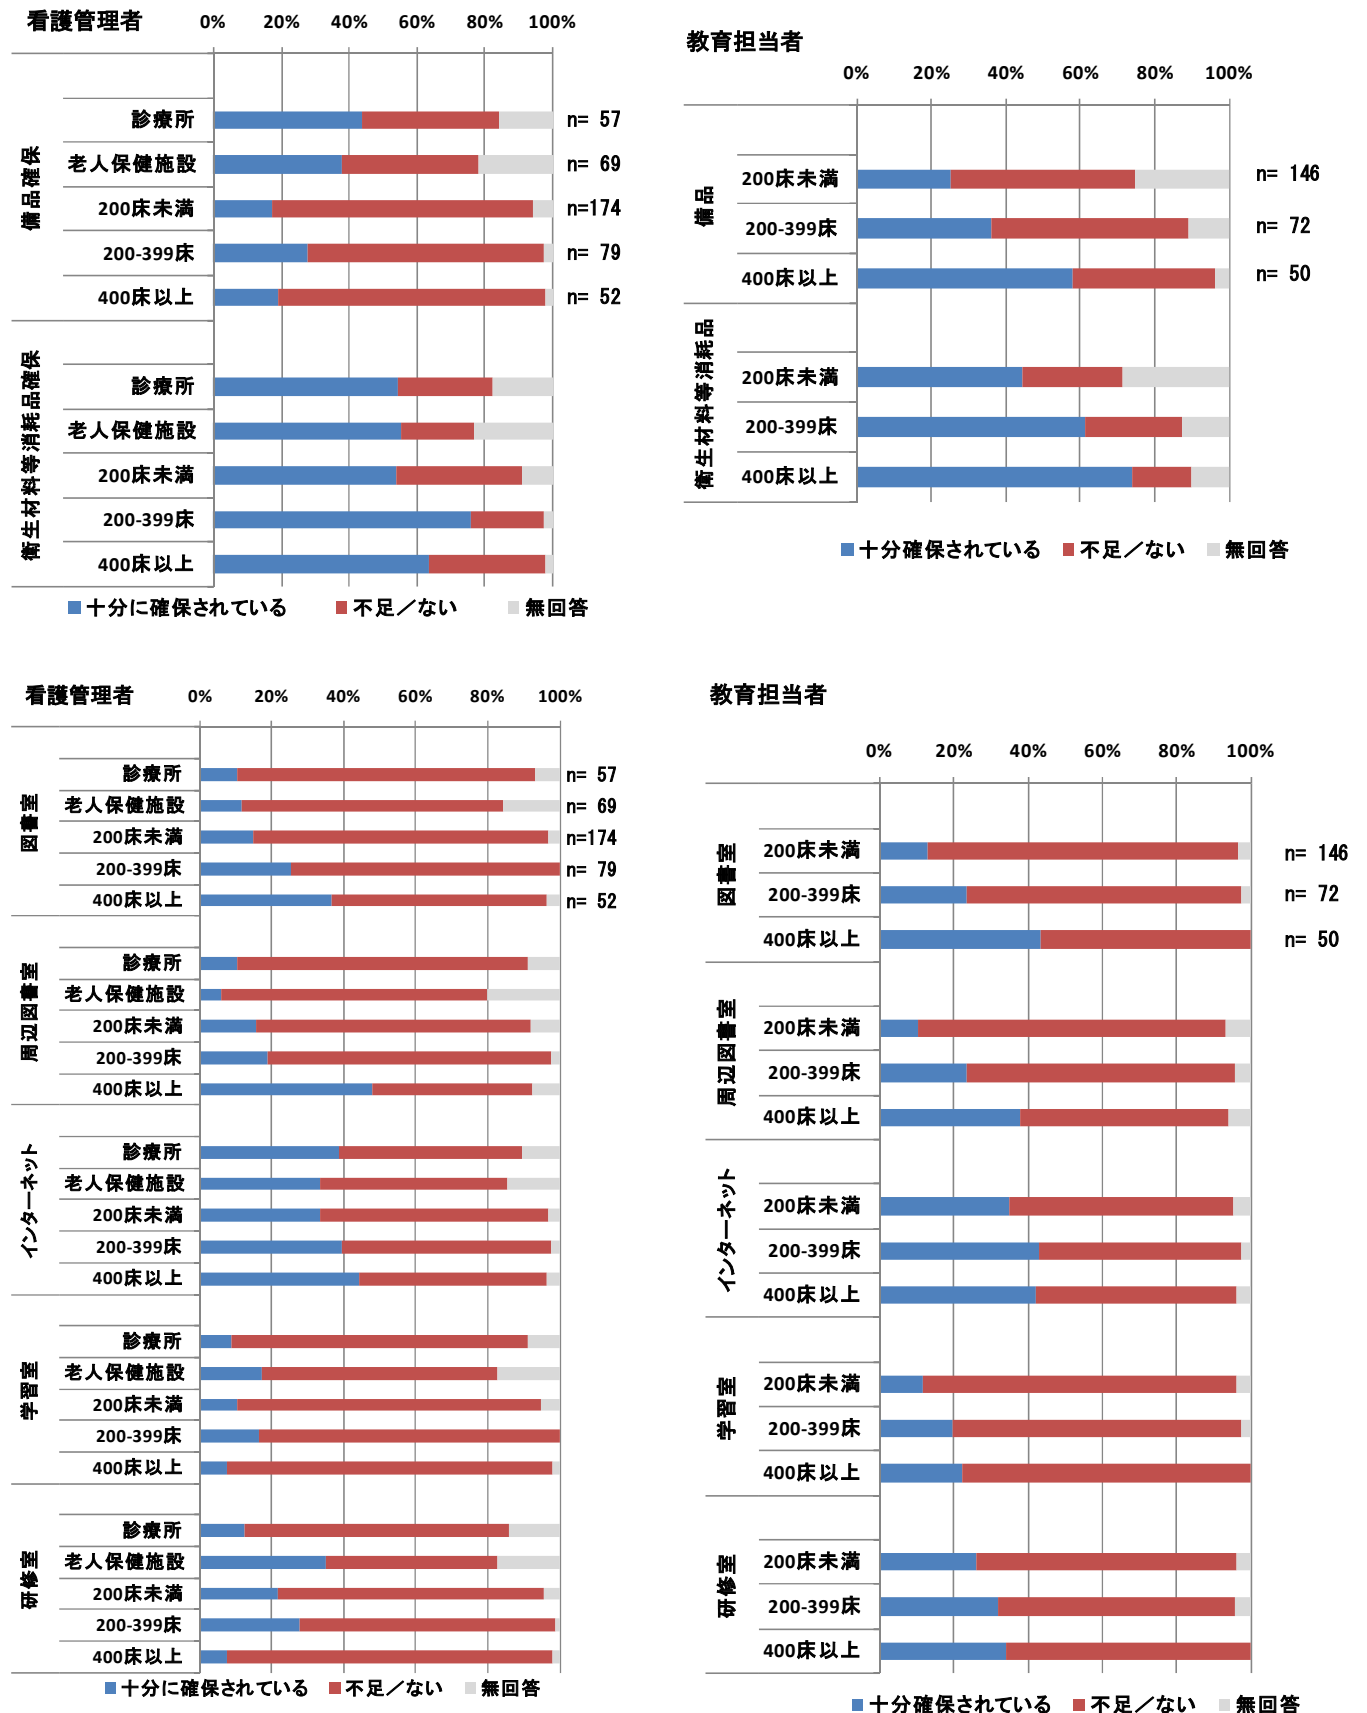 看護管理者
0% 20% 40% 60% 80% 100%
備品確保
診療所 n= 57
老人保健施設 n= 69
200床未満 n=174
200-399床 n= 79
400床以上 n= 52
衛生材料等消耗品確保
診療所
老人保健施設
200床未満
200-399床
400床以上
十分に確保されている 不足／ない 無回答
教育担当者
0% 20% 40% 60% 80% 100%
備品
200床未満 n= 146
200-399床 n= 72
400床以上 n= 50
衛生材料等消耗品
200床未満
200-399床
400床以上
十分確保されている 不足／ない 無回答
看護管理者
0% 20% 40% 60% 80% 100%
図書室
診療所 n= 57
老人保健施設 n= 69
200床未満 n=174
200-399床 n= 79
400床以上 n= 52
周辺図書室
診療所
老人保健施設
200床未満
200-399床
400床以上
インターネット
診療所
老人保健施設
200床未満
200-399床
400床以上
学習室
診療所
老人保健施設
200床未満
200-399床
400床以上
研修室
診療所
老人保健施設
200床未満
200-399床
400床以上
十分に確保されている 不足／ない 無回答
教育担当者
0% 20% 40% 60% 80% 100%
図書室
200床未満 n= 146
200-399床 n= 72
400床以上 n= 50
周辺図書室
200床未満
200-399床
400床以上
インターネット
200床未満
200-399床
400床以上
学習室
200床未満
200-399床
400床以上
研修室
200床未満
200-399床
400床以上
十分確保されている 不足／ない 無回答